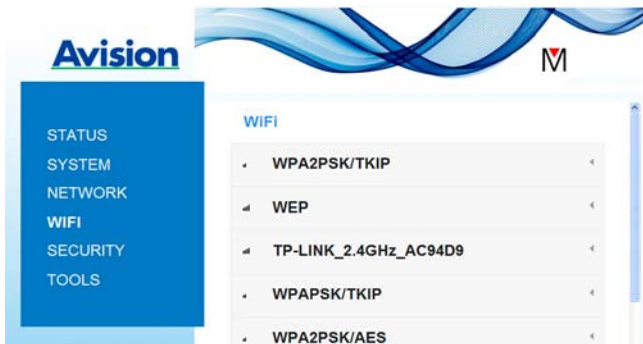 Avision
M
STATUS
SYSTEM
NETWORK
WIFI
SECURITY
TOOLS
WiFi
WPA2PSK/TKIP
WEP
TP-LINK_2.4GHz_AC94D9
WPAPSK/TKIP
WPA2PSK/AES